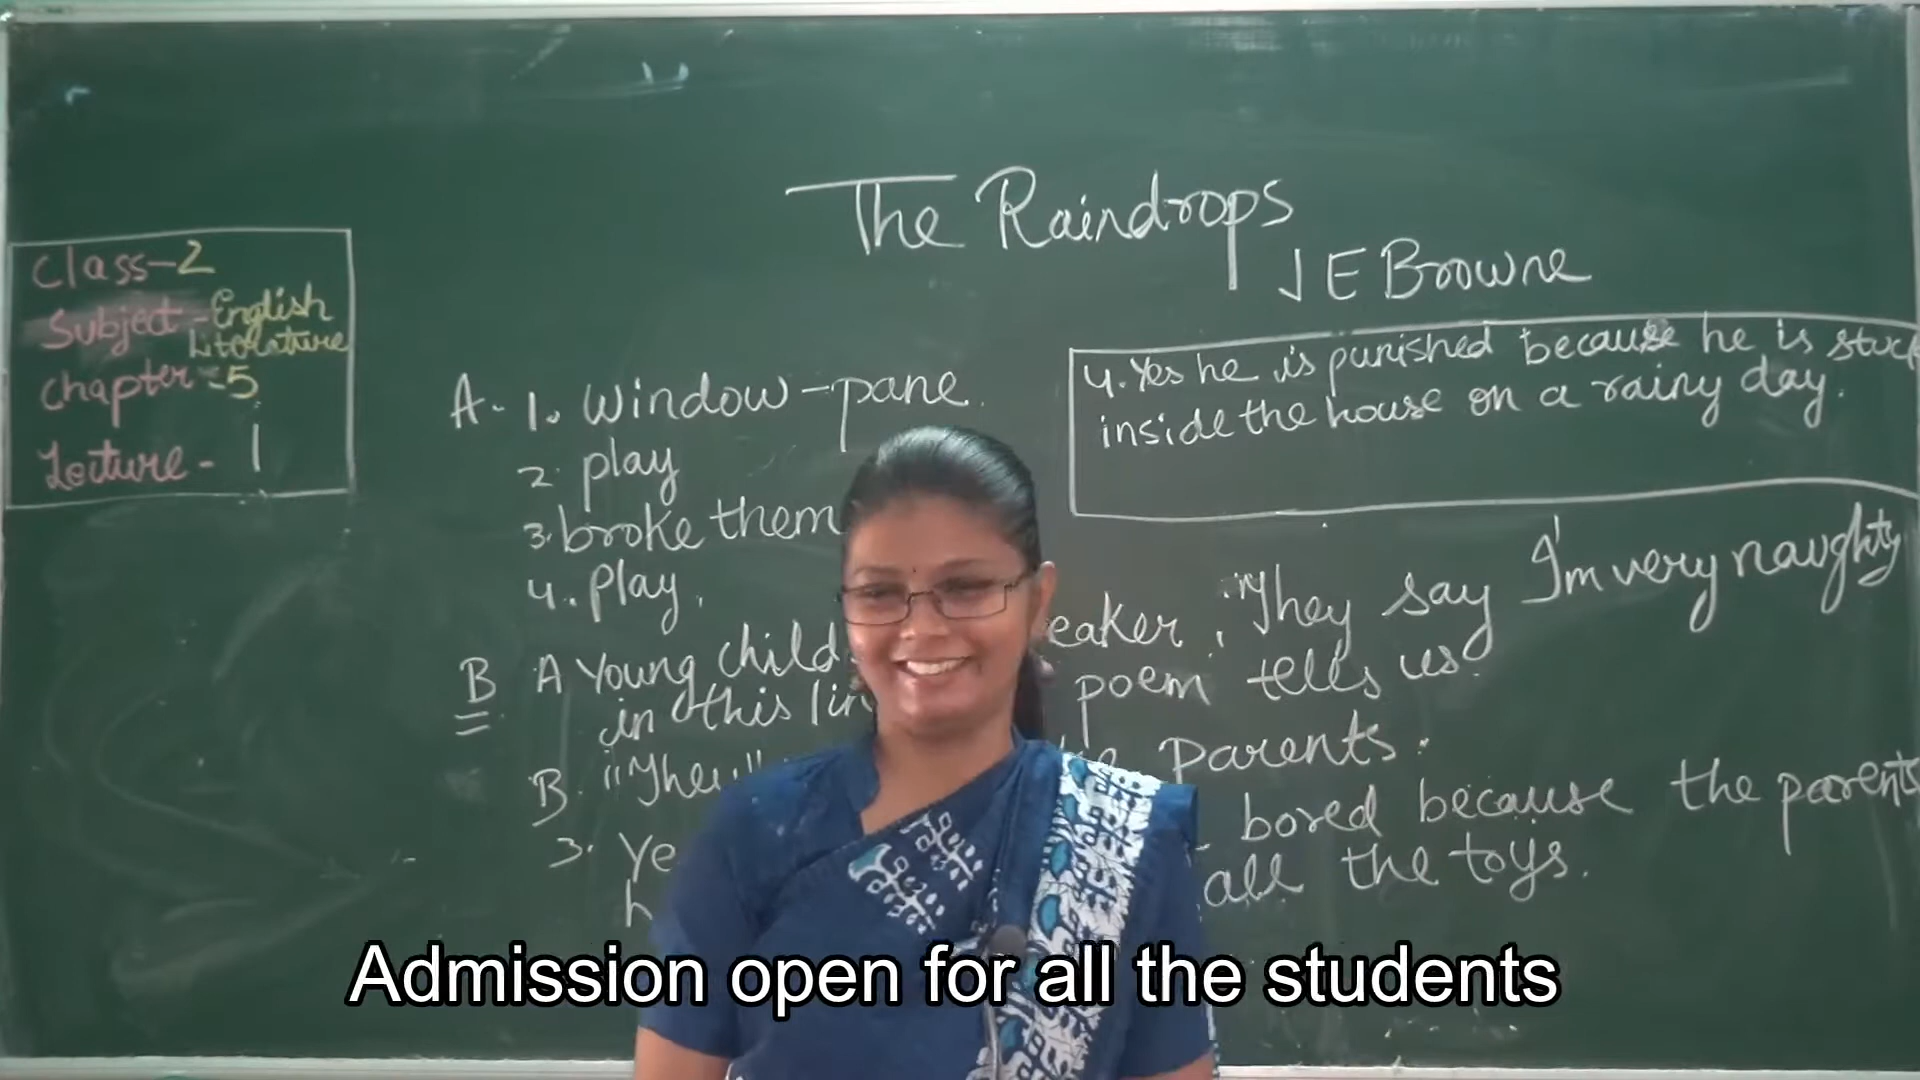 The Raindrops
J E Browne
Class-2
Subject-English
Literature
Chapter-5
Lecture- 1
A- 1. Window-pane
2. play
3. broke them
4. Play.
4. Yes he is punished because he is stuck
inside the house on a rainy day.
B A Young child eaker, "They say I'm very naughty
in this lin poem tells us
B. "They" Parents.
3. Ye bored because the parents
h all the toys.
Admission open for all the students